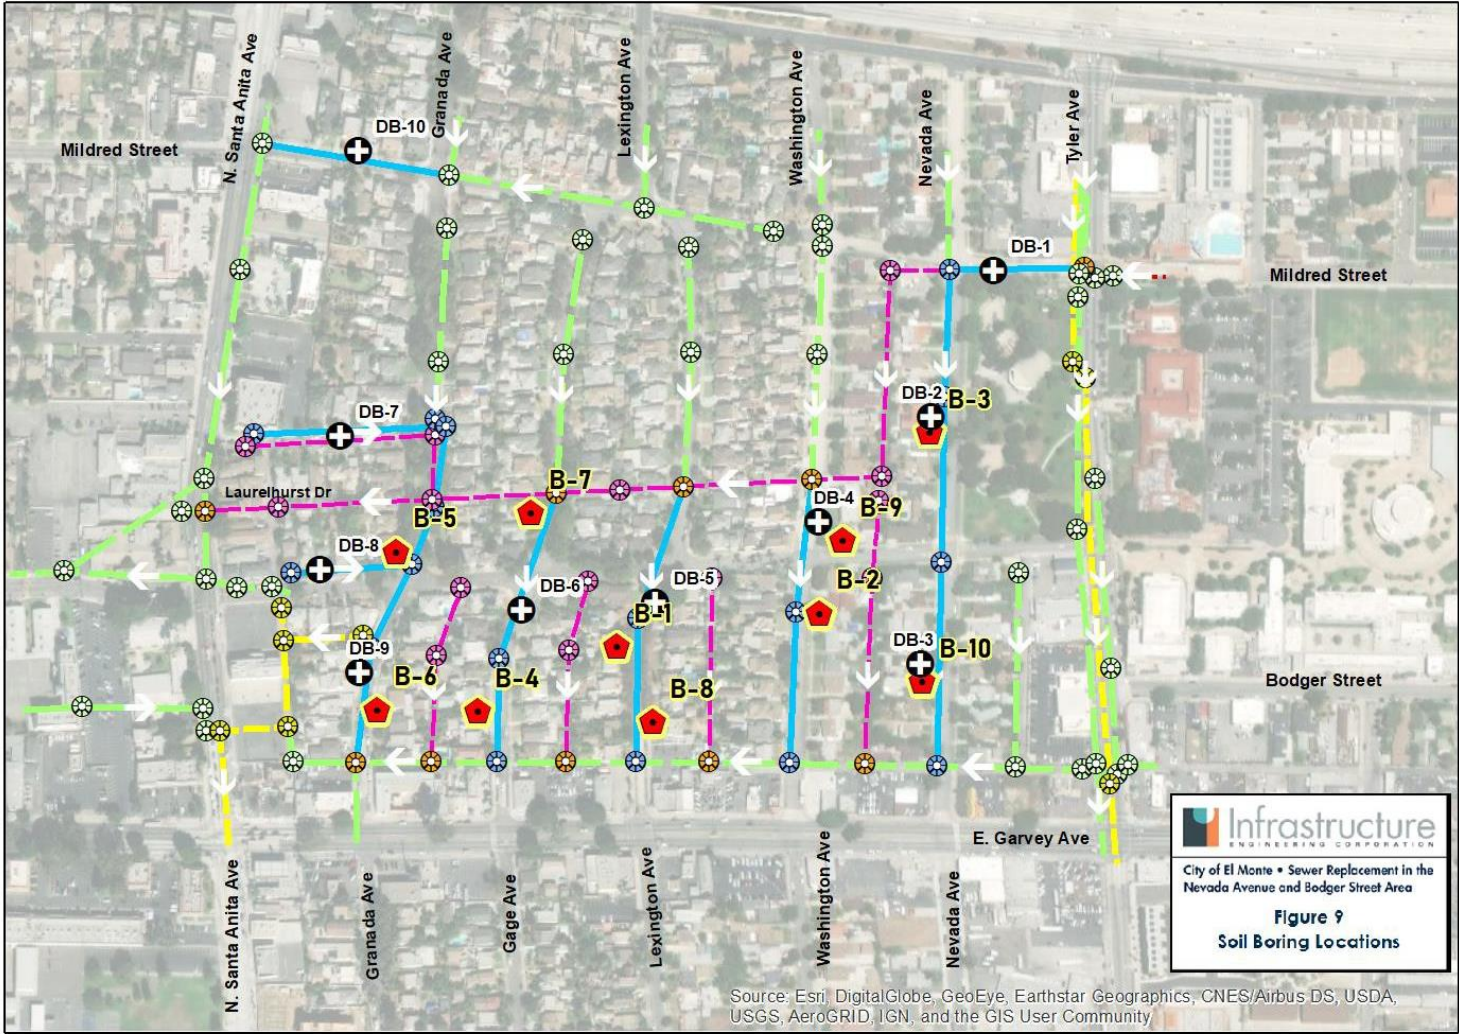 N. Santa Anita Ave
Granada Ave
Lexington Ave
Washington Ave
Nevada Ave
Tyler Ave
Mildred Street
DB-10
DB-1
Mildred Street
DB-7
DB-2
B-3
Laurelhurst Dr
B-7
DB-4
B-9
B-5
DB-8
DB-6
DB-5
B-2
B-1
DB-9
B-6
B-4
B-8
DB-3
B-10
Bodger Street
E. Garvey Ave
N. Santa Anita Ave
Granada Ave
Gage Ave
Lexington Ave
Washington Ave
Nevada Ave
Infrastructure
ENGINEERING CORPORATION
City of El Monte • Sewer Replacement in the
Nevada Avenue and Bodger Street Area
Figure 9
Soil Boring Locations
Source: Esri, DigitalGlobe, GeoEye, Earthstar Geographics, CNES/Airbus DS, USDA,
USGS, AeroGRID, IGN, and the GIS User Community